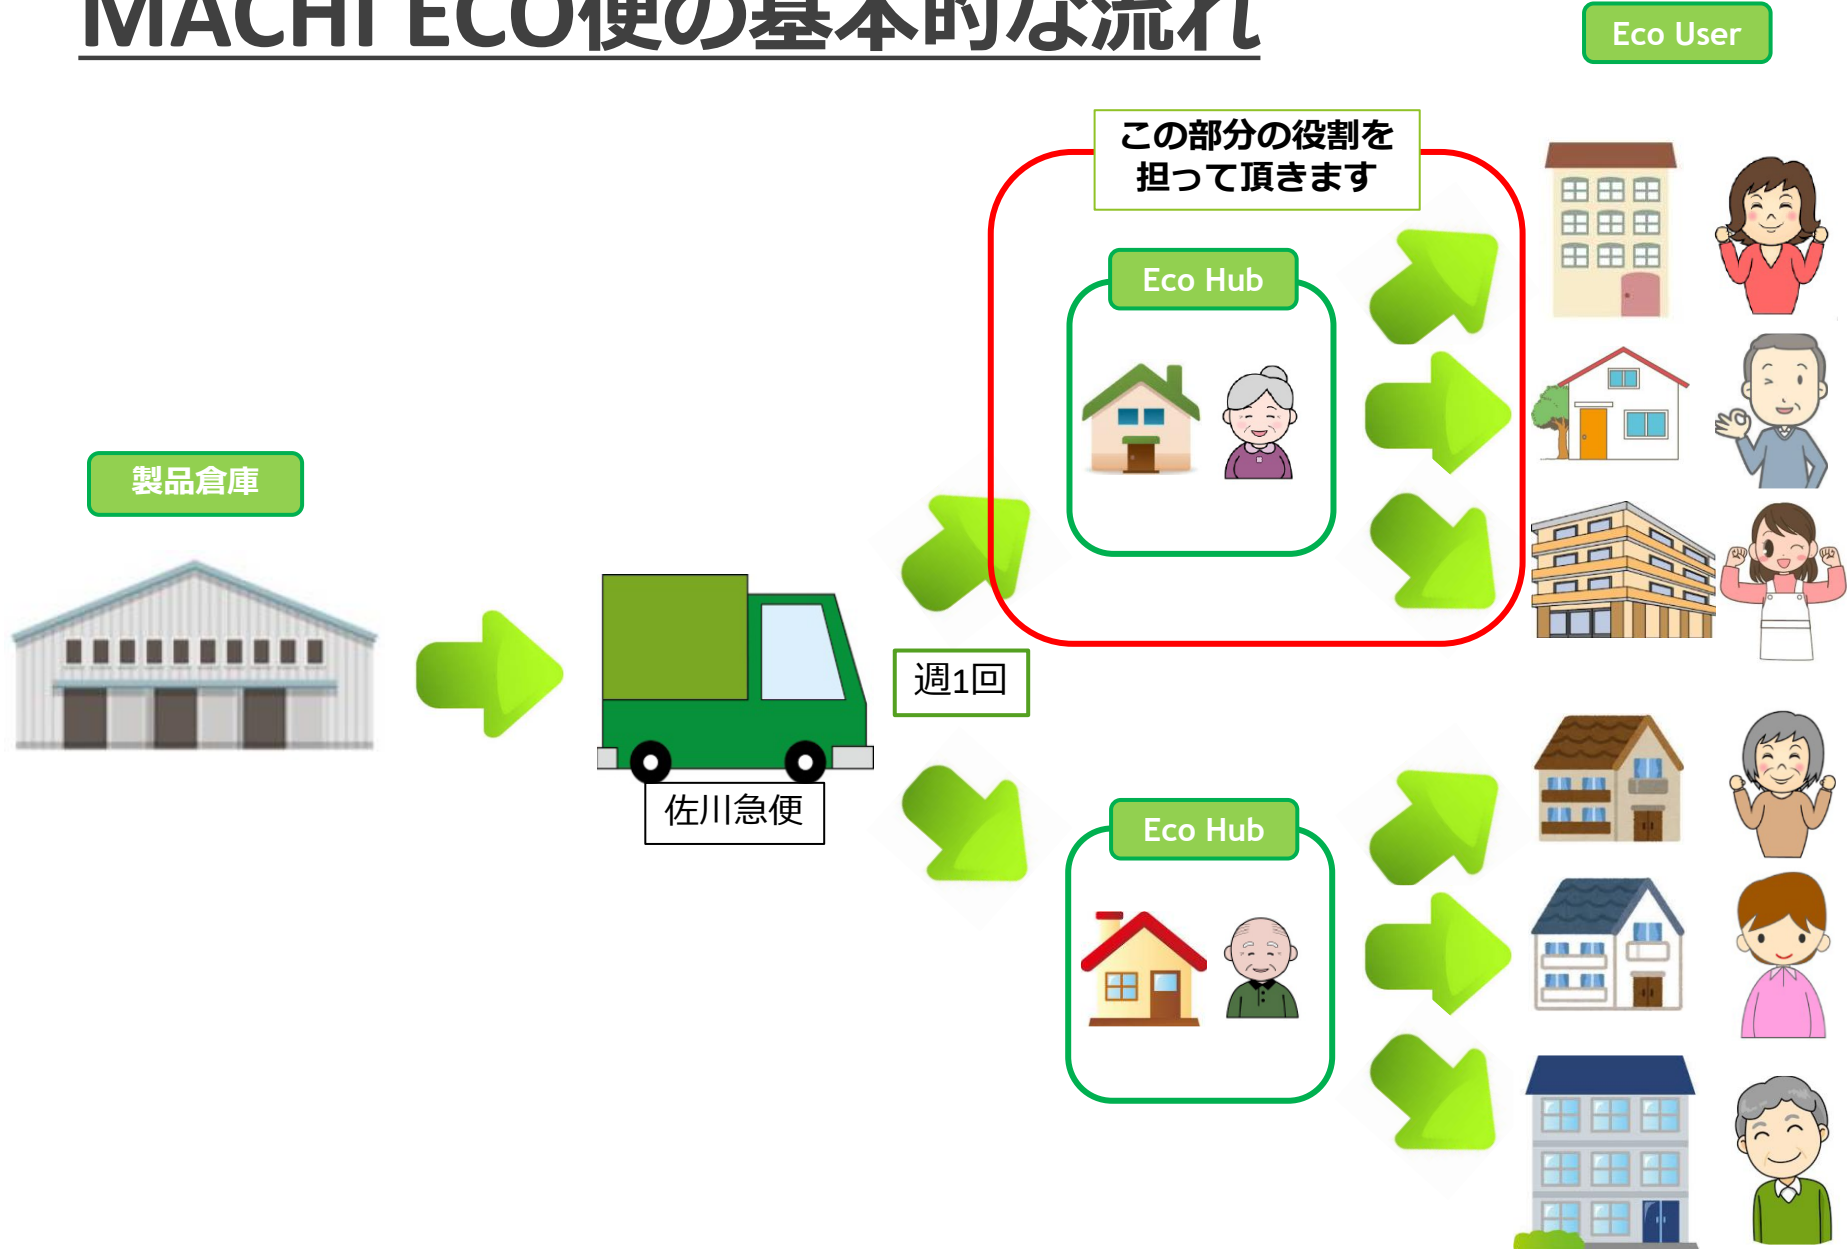 MACHI ECO便の基本的な流れ
Eco User
この部分の役割を
担って頂きます
Eco Hub
製品倉庫
週1回
佐川急便
Eco Hub